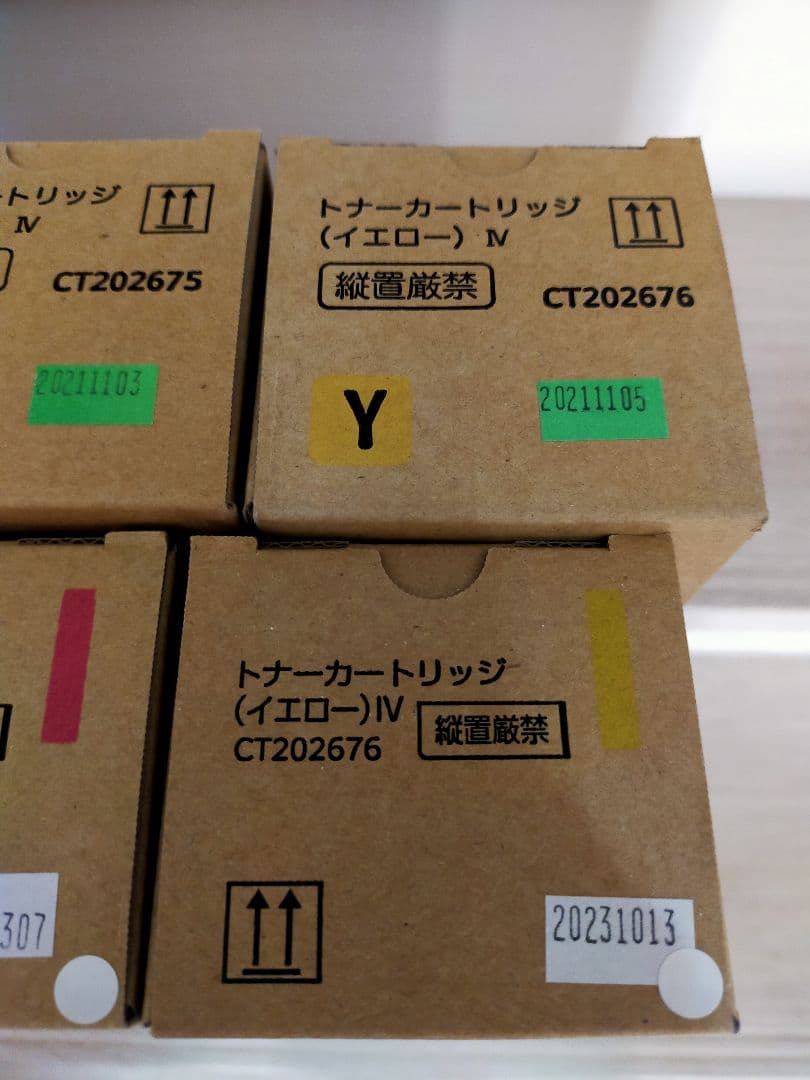 ートリッジ
Ⅳ
CT202675
20211103
トナーカートリッジ
(イエロー) Ⅳ
縦置厳禁
CT202676
Y
20211105
307
トナーカートリッジ
(イエロー)Ⅳ
CT202676
縦置厳禁
20231013